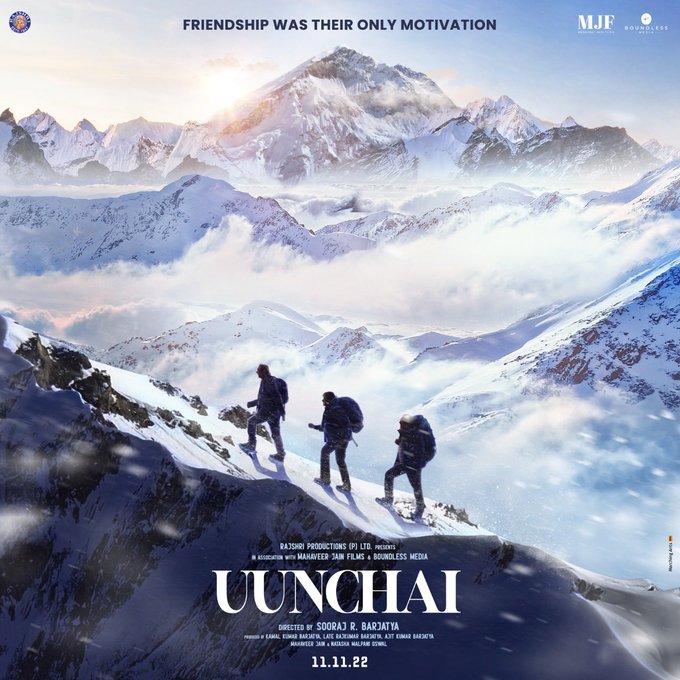 FRIENDSHIP WAS THEIR ONLY MOTIVATION
MJF
BOUNDLESS
MEDIA
RAJSHRI PRODUCTIONS (P) LTD. PRESENTS
IN ASSOCIATION WITH MAHAVEER JAIN FILMS & BOUNDLESS MEDIA
UUNCHAI
DIRECTED BY SOORAJ R. BARJATYA
PRODUCED BY KAMAL KUMAR BARJATYA, LATE RAJKUMAR BARJATYA, AJIT KUMAR BARJATYA
MAHAVEER JAIN & NATASHA MALPANI OSWAL
11.11.22
Marching Ants